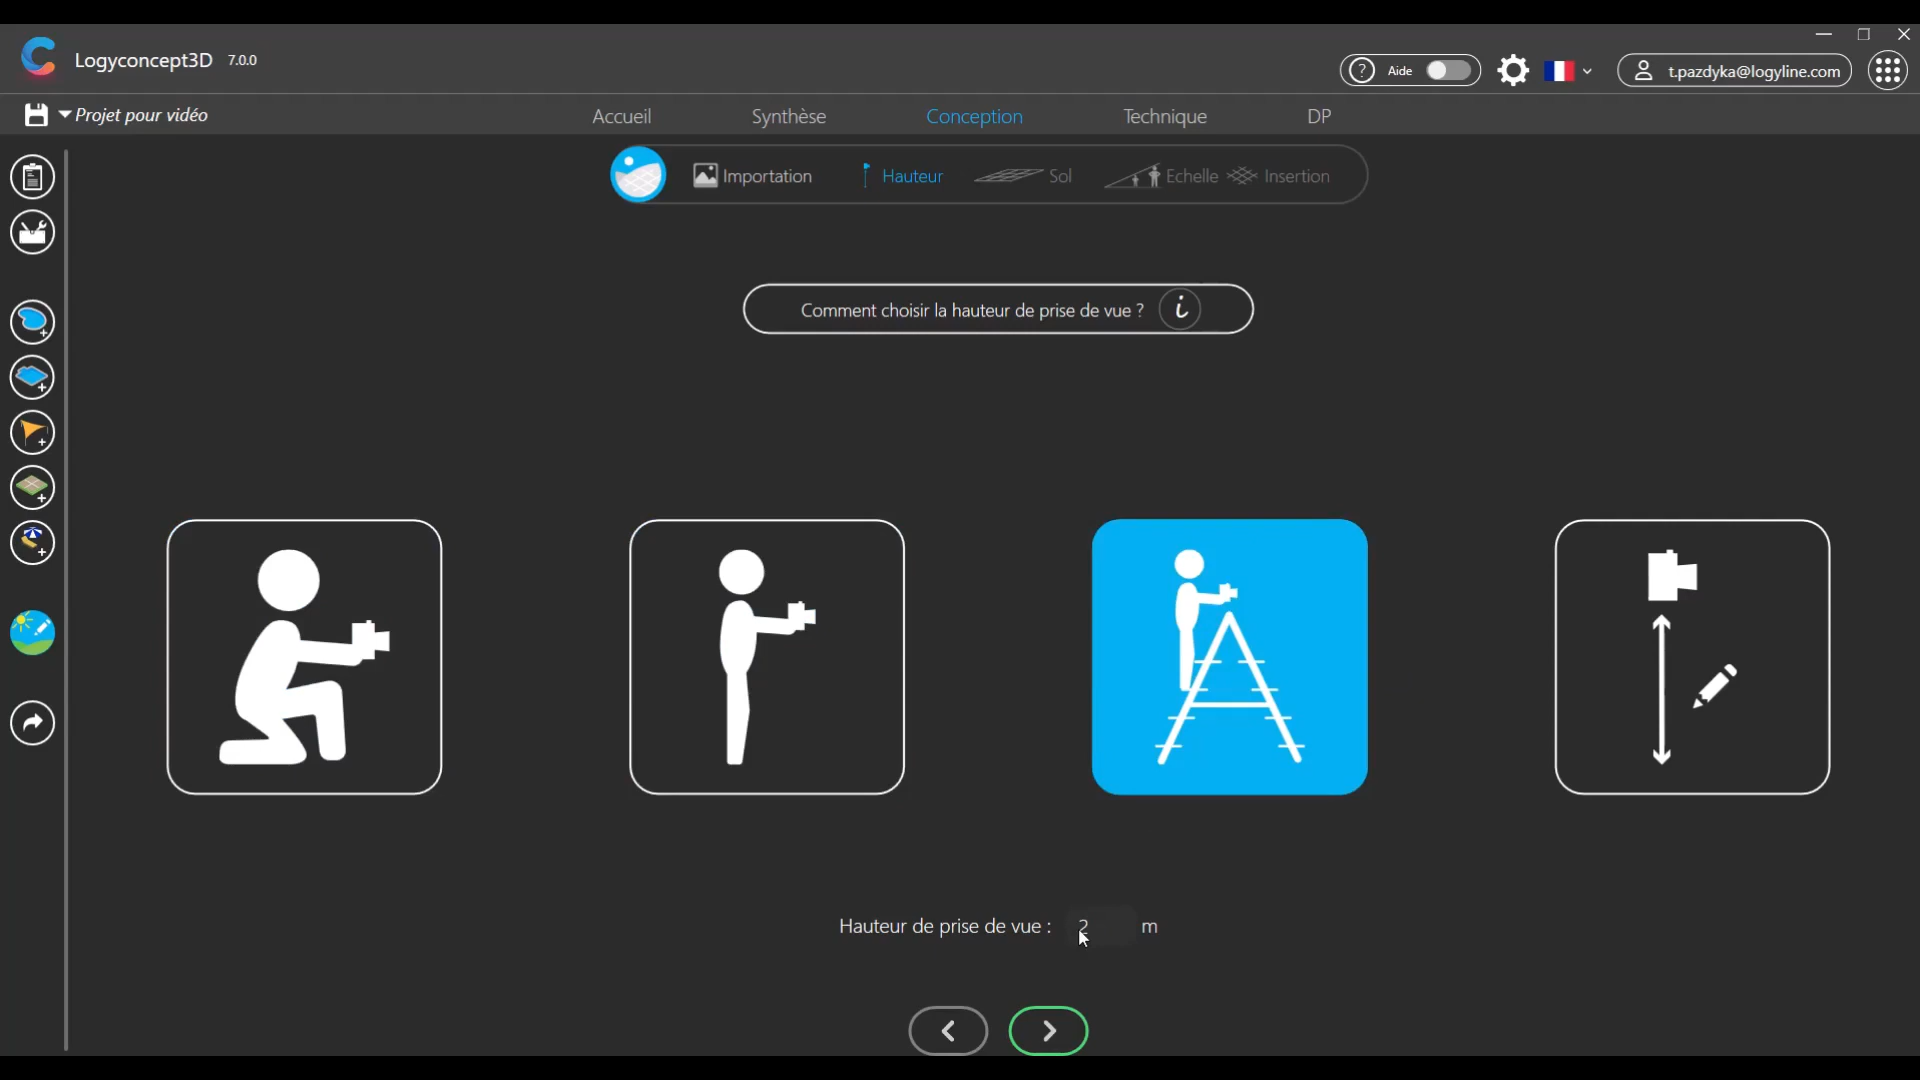 Logyconcept3D 7.0.0
? Aide
t.pazdyka@logyline.com
Projet pour vidéo
Accueil Synthèse Conception Technique DP
Importation Hauteur Sol Echelle Insertion
Comment choisir la hauteur de prise de vue ? i
Hauteur de prise de vue : 2 m